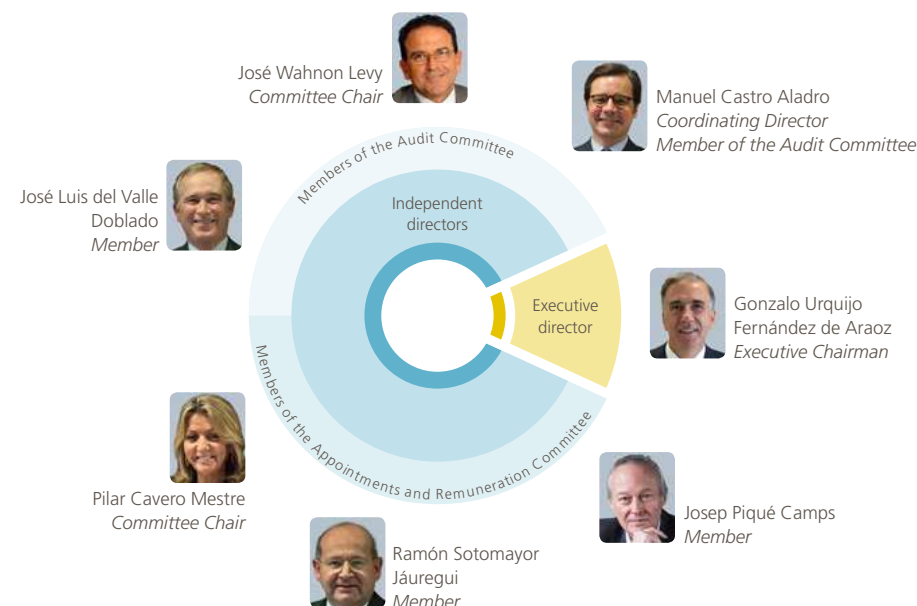 José Wahnon Levy
Committee Chair
Manuel Castro Aladro
Coordinating Director
Member of the Audit Committee
Members of the Audit Committee
José Luis del Valle
Doblado
Member
Independent
directors
Executive
director
Gonzalo Urquijo
Fernández de Araoz
Executive Chairman
Members of the Appointments and Remuneration Committee
Pilar Cavero Mestre
Committee Chair
Josep Piqué Camps
Member
Ramón Sotomayor
Jáuregui
Member